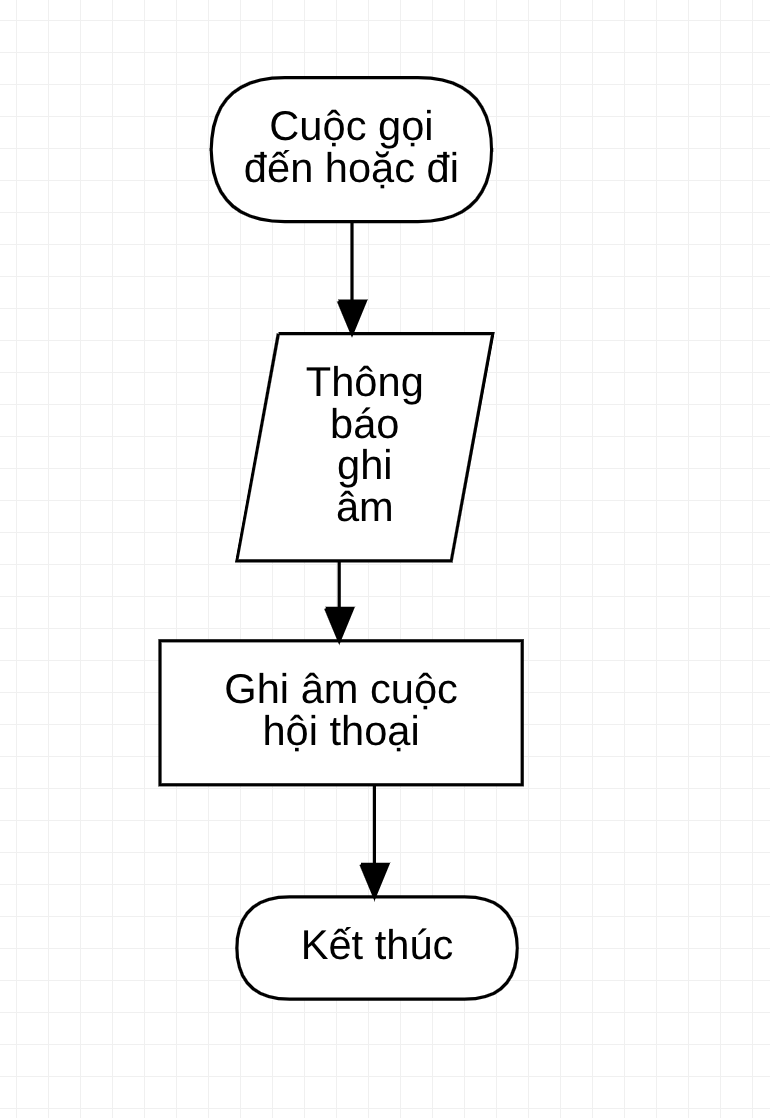 Cuộc gọi
đến hoặc đi
Thông
báo
ghi
âm
Ghi âm cuộc
hội thoại
Kết thúc